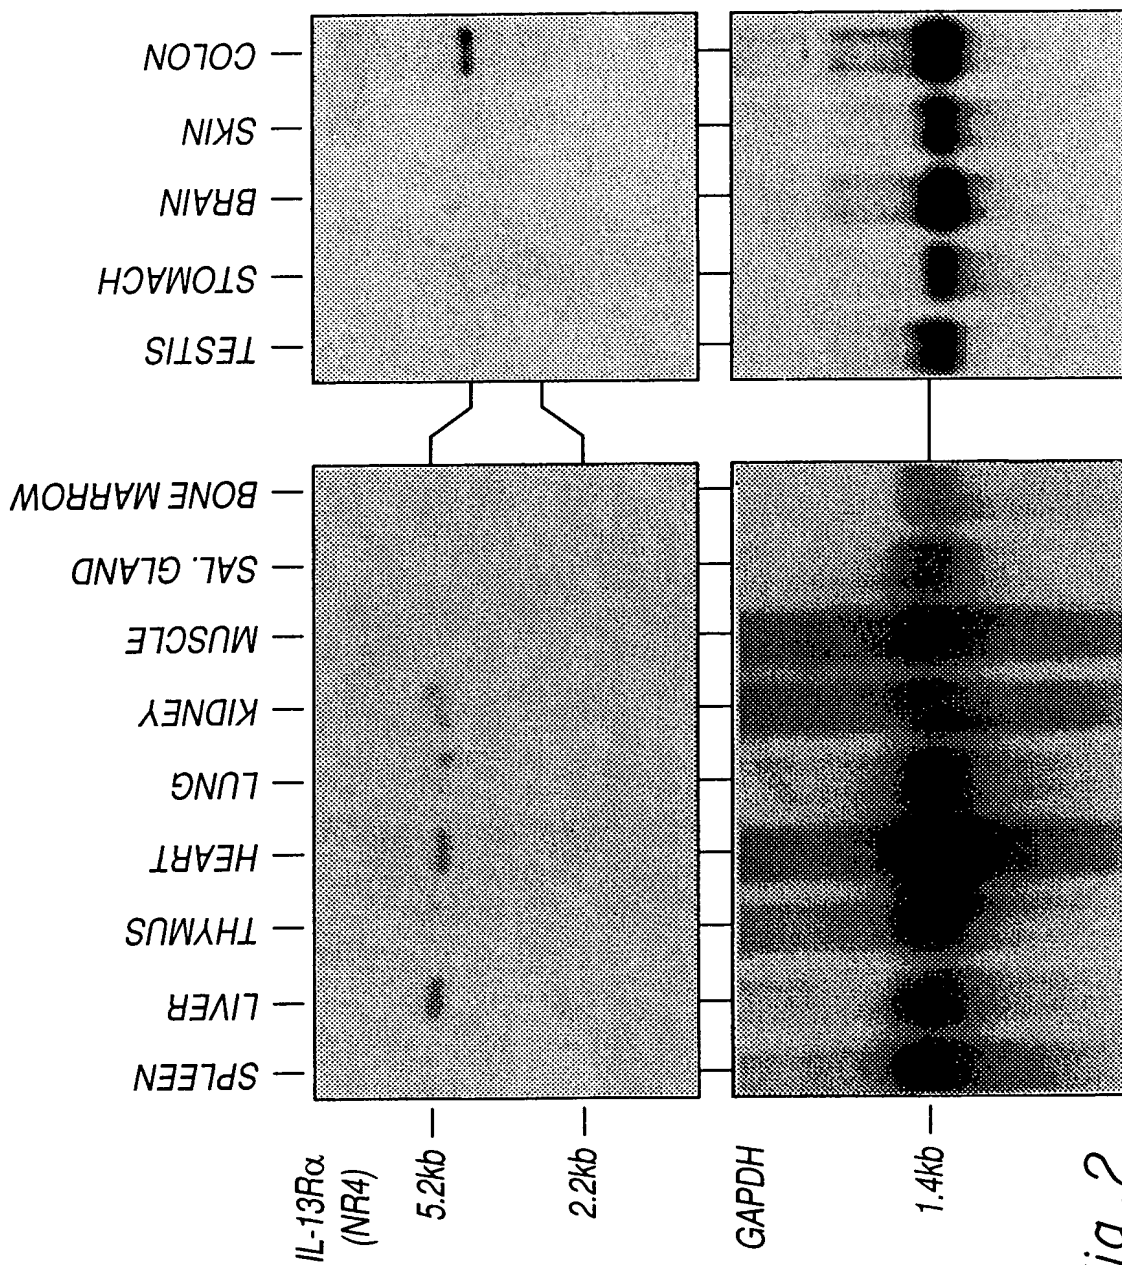 SPLEEN
LIVER
THYMUS
HEART
LUNG
KIDNEY
MUSCLE
SAL. GLAND
BONE MARROW
TESTIS
STOMACH
BRAIN
SKIN
COLON
IL-13Rα
(NR4)
5.2kb
2.2kb
GAPDH
1.4kb